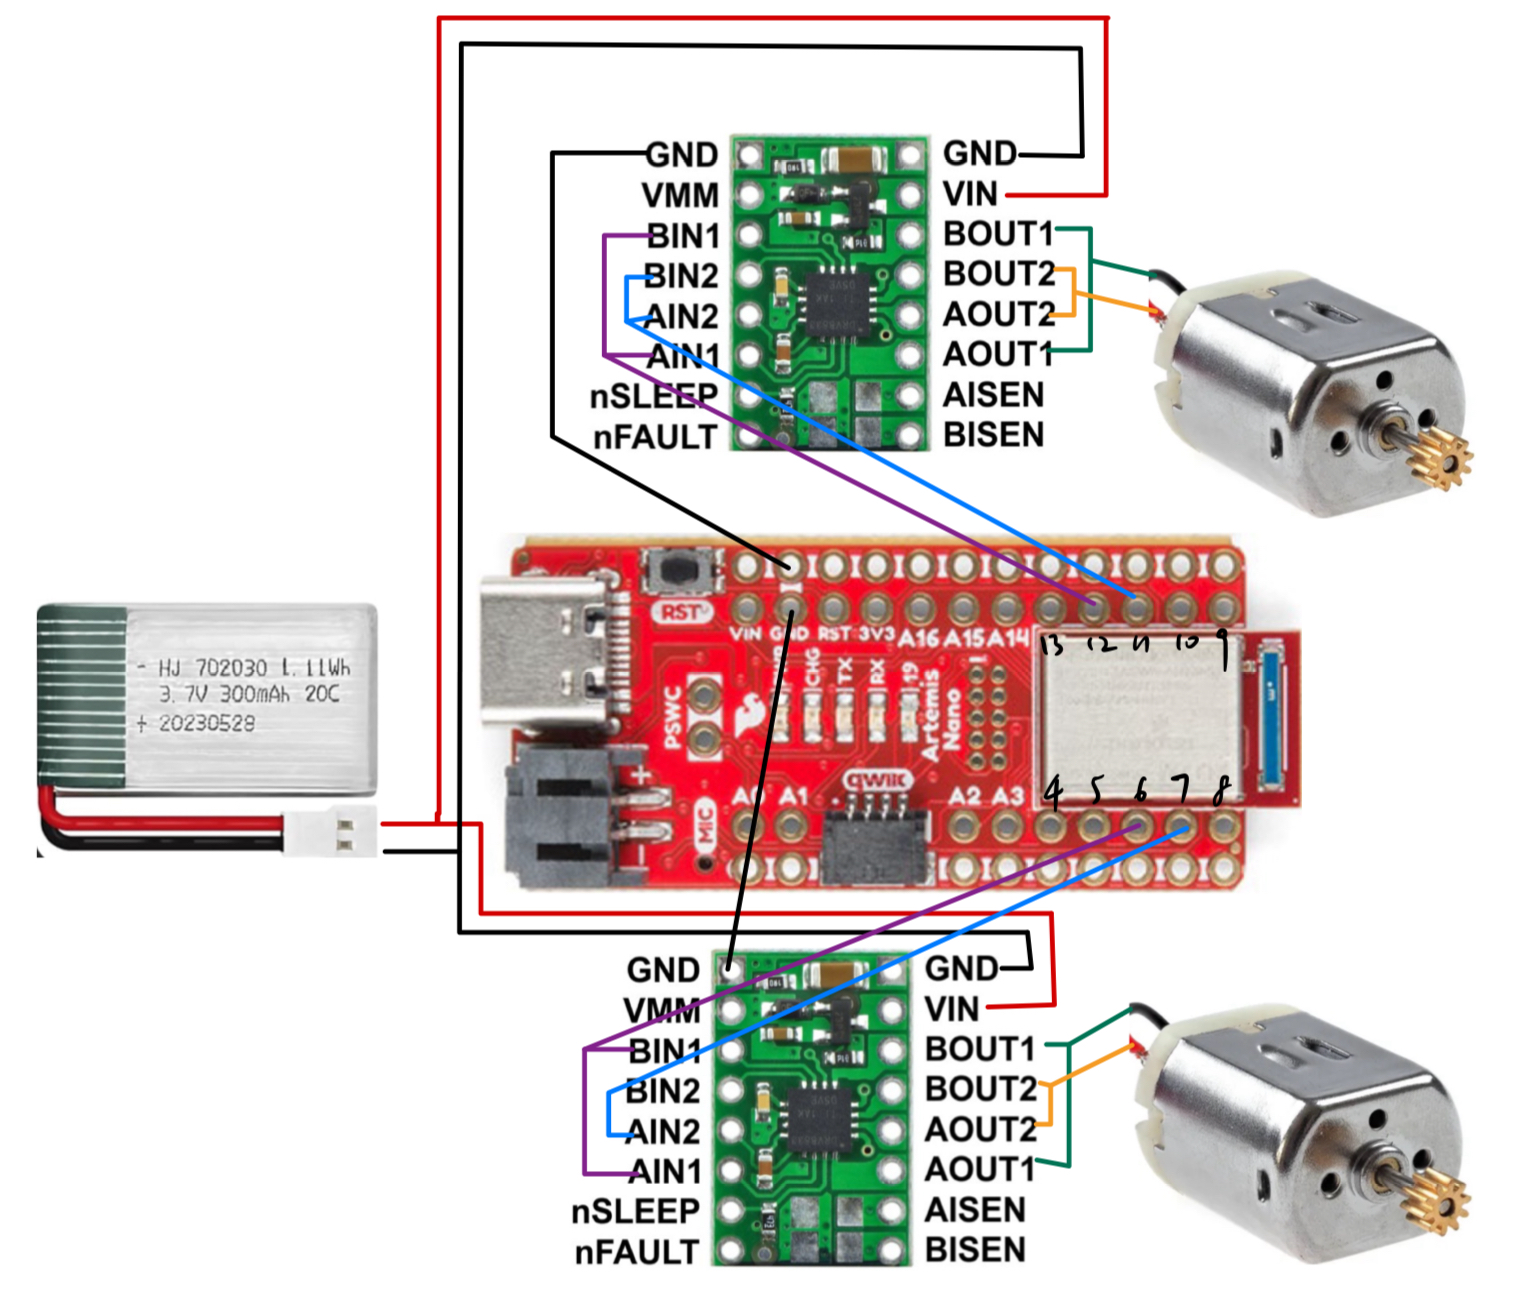 GND
VMM
BIN1
BIN2
AIN2
AIN1
nSLEEP
nFAULT
GND
VIN
BOUT1
BOUT2
AOUT2
AOUT1
AISEN
BISEN
RST
VIN GND RST 3V3 A16 A15 A14 13 12 11 10 9
CHG
TX
RX
19
PSWC
Artemis
Nano
- HJ 702030 1.11Wh
3.7V 300mAh 20C
+ 20230528
+
-
MIC
QWIIC
A0 A1 A2 A3 4 5 6 7 8
GND
VMM
BIN1
BIN2
AIN2
AIN1
nSLEEP
nFAULT
GND
VIN
BOUT1
BOUT2
AOUT2
AOUT1
AISEN
BISEN